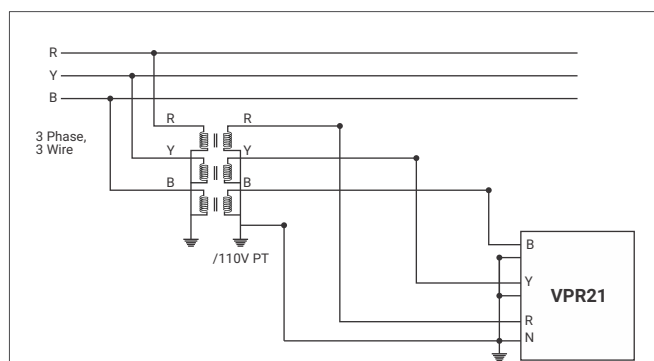 R
Y
B
3 Phase,
3 Wire
R R
Y Y
B B
/110V PT
B
Y
VPR21
R
N